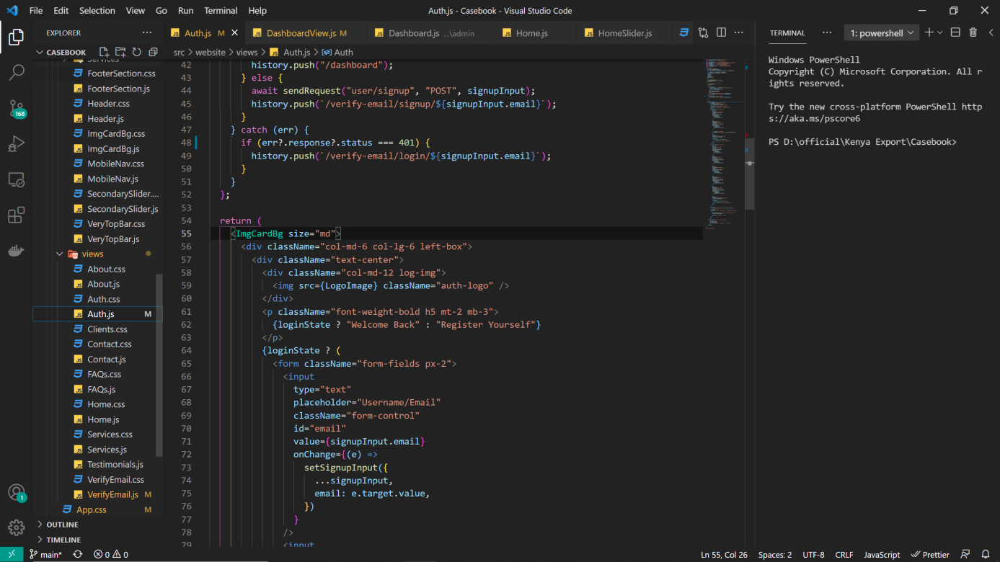 File Edit Selection View Go Run Terminal Help
Auth.js - Casebook - Visual Studio Code
EXPLORER
CASEBOOK
Services
FooterSection.css
FooterSection.js
Header.css
Header.js
ImgCardBg.css
ImgCardBg.js
MobileNav.css
MobileNav.js
SecondarySlider....
SecondarySlider.js
VeryTopBar.css
VeryTopBar.js
views
About.css
About.js
Auth.css
Auth.js M
Clients.css
Contact.css
Contact.js
FAQs.css
FAQs.js
Home.css
Home.js
Services.css
Services.js
Testimonials.js
VerifyEmail.css
VerifyEmail.js M
App.css M
OUTLINE
TIMELINE
168
1
Auth.js M
DashboardView.js M
Dashboard.js ...\admin
Home.js
HomeSlider.js
src > website > views > Auth.js > Auth
42 history.push("/dashboard");
43 } else {
44 await sendRequest("user/signup", "POST", signupInput);
45 history.push(`/verify-email/signup/${signupInput.email}`);
46 }
47 } catch (err) {
48 if (err?.response?.status === 401) {
49 history.push(`/verify-email/login/${signupInput.email}`);
50 }
51 }
52 };
53
54 return (
55 <ImgCardBg size="md">
56 <div className="col-md-6 col-lg-6 left-box">
57 <div className="text-center">
58 <div className="col-md-12 log-img">
59 <img src={LogoImage} className="auth-logo" />
60 </div>
61 <p className="font-weight-bold h5 mt-2 mb-3">
62 {loginState ? "Welcome Back" : "Register Yourself"}
63 </p>
64 {loginState ? (
65 <form className="form-fields px-2">
66 <input
67 type="text"
68 placeholder="Username/Email"
69 className="form-control"
70 id="email"
71 value={signupInput.email}
72 onChange={(e) =>
73 setSignupInput({
74 ...signupInput,
75 email: e.target.value,
76 })
77 }
78 />
79 <input
TERMINAL
1: powershell
Windows PowerShell
Copyright (C) Microsoft Corporation. All r
ights reserved.
Try the new cross-platform PowerShell http
s://aka.ms/pscore6
PS D:\official\Kenya Export\Casebook>
main* 0 0
Ln 55, Col 26 Spaces: 2 UTF-8 CRLF JavaScript Prettier